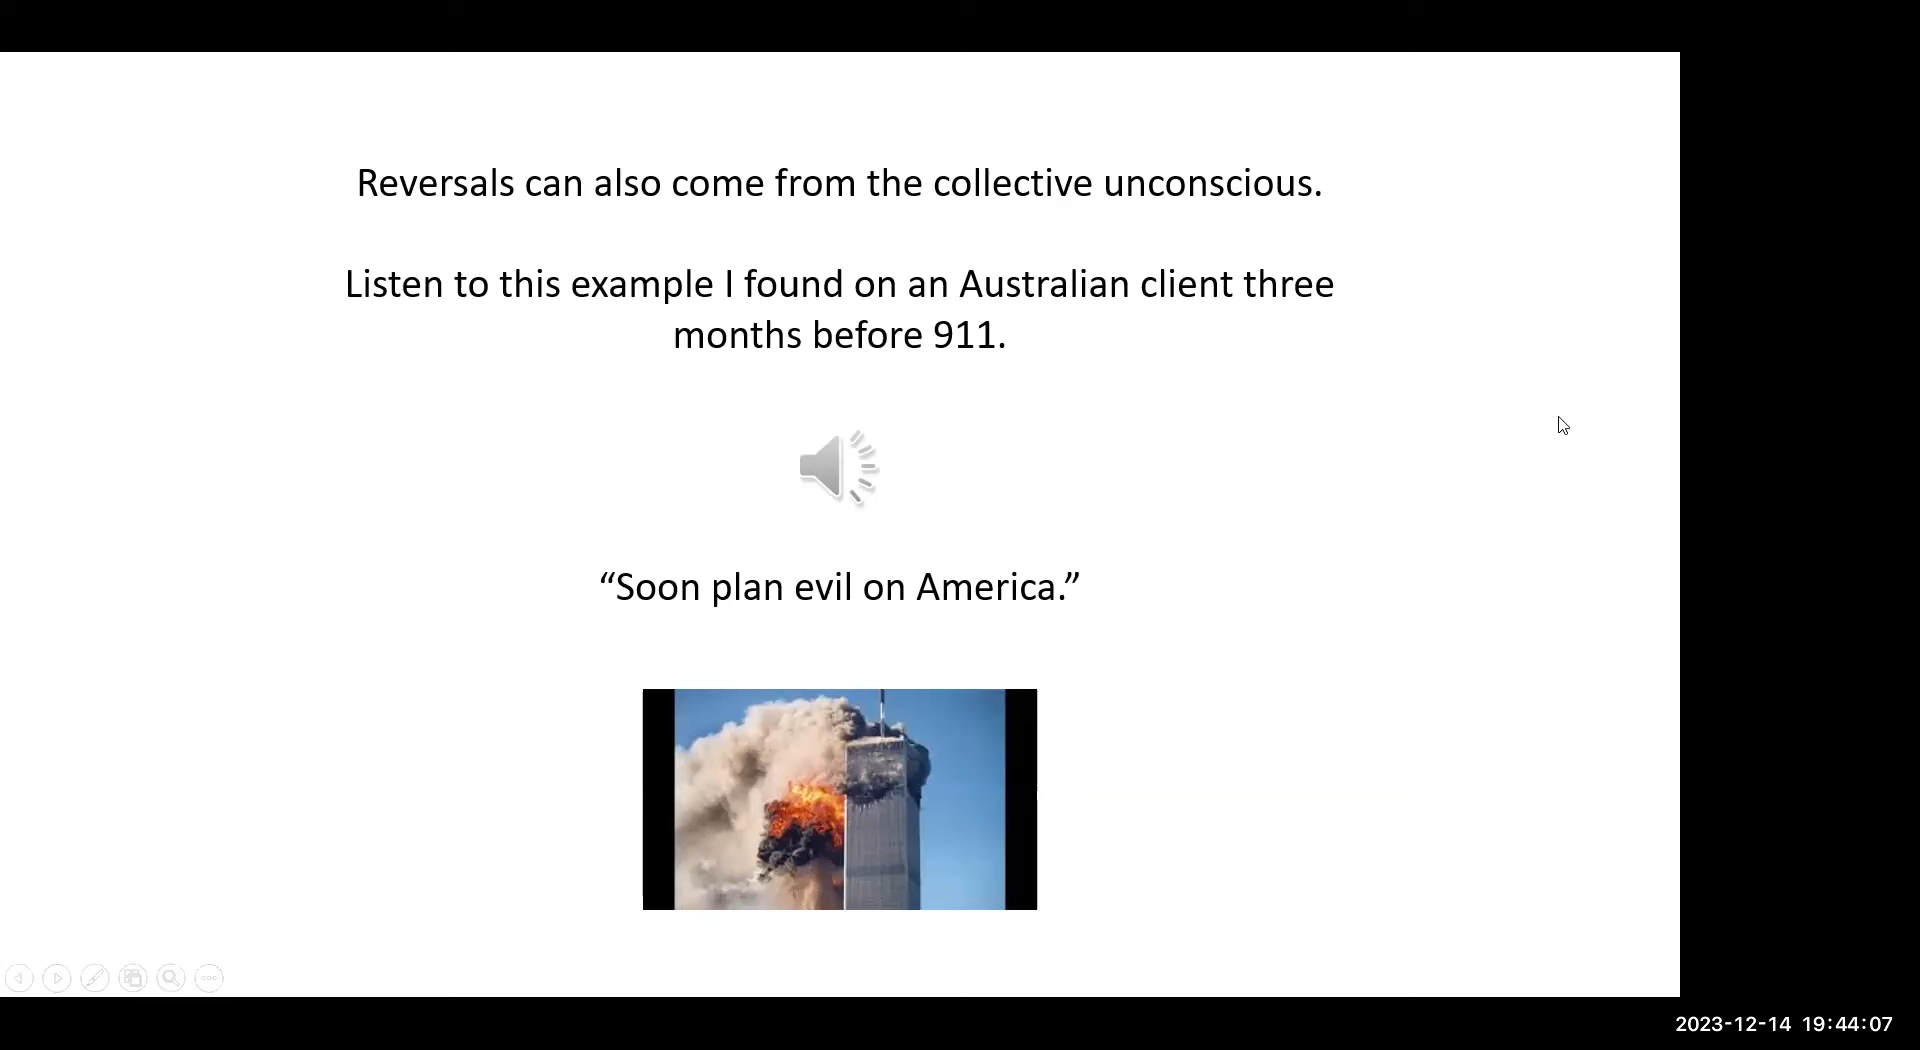 Reversals can also come from the collective unconscious.
Listen to this example I found on an Australian client three
months before 911.
“Soon plan evil on America.”
2023-12-14 19:44:07